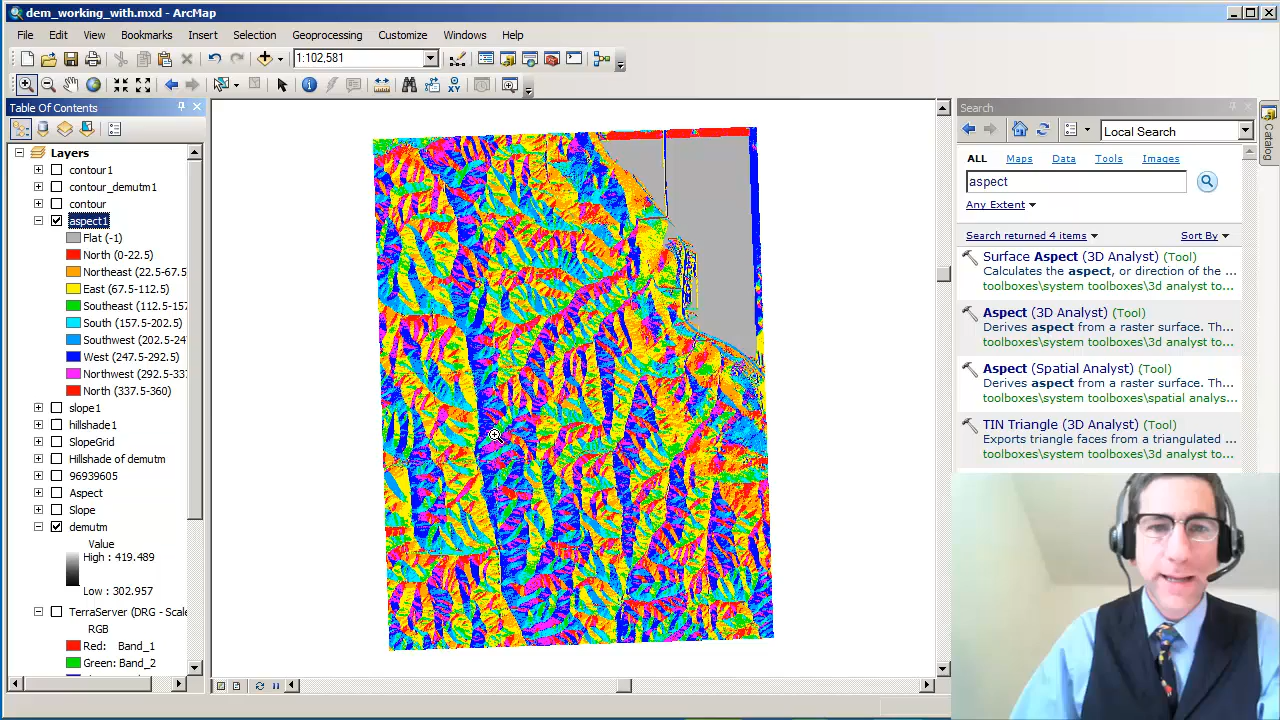 dem_working_with.mxd - ArcMap
File Edit View Bookmarks Insert Selection Geoprocessing Customize Windows Help
1:102,581
Table Of Contents
Layers
contour1
contour_demutm1
contour
aspect1
Flat (-1)
North (0-22.5)
Northeast (22.5-67.5
East (67.5-112.5)
Southeast (112.5-15
South (157.5-202.5)
Southwest (202.5-24
West (247.5-292.5)
Northwest (292.5-33
North (337.5-360)
slope1
hillshade1
SlopeGrid
Hillshade of demutm
96939605
Aspect
Slope
demutm
Value
High : 419.489
Low : 302.957
TerraServer (DRG - Scale
RGB
Red: Band_1
Green: Band_2
Search
Local Search
ALL Maps Data Tools Images
aspect
Any Extent
Search returned 4 items Sort By
Surface Aspect (3D Analyst) (Tool)
Calculates the aspect, or direction of the ...
toolboxes\system toolboxes\3d analyst to...
Aspect (3D Analyst) (Tool)
Derives aspect from a raster surface. Th...
toolboxes\system toolboxes\3d analyst to...
Aspect (Spatial Analyst) (Tool)
Derives aspect from a raster surface. Th...
toolboxes\system toolboxes\spatial analys...
TIN Triangle (3D Analyst) (Tool)
Exports triangle faces from a triangulated ...
toolboxes\system toolboxes\3d analyst to...
Catalog